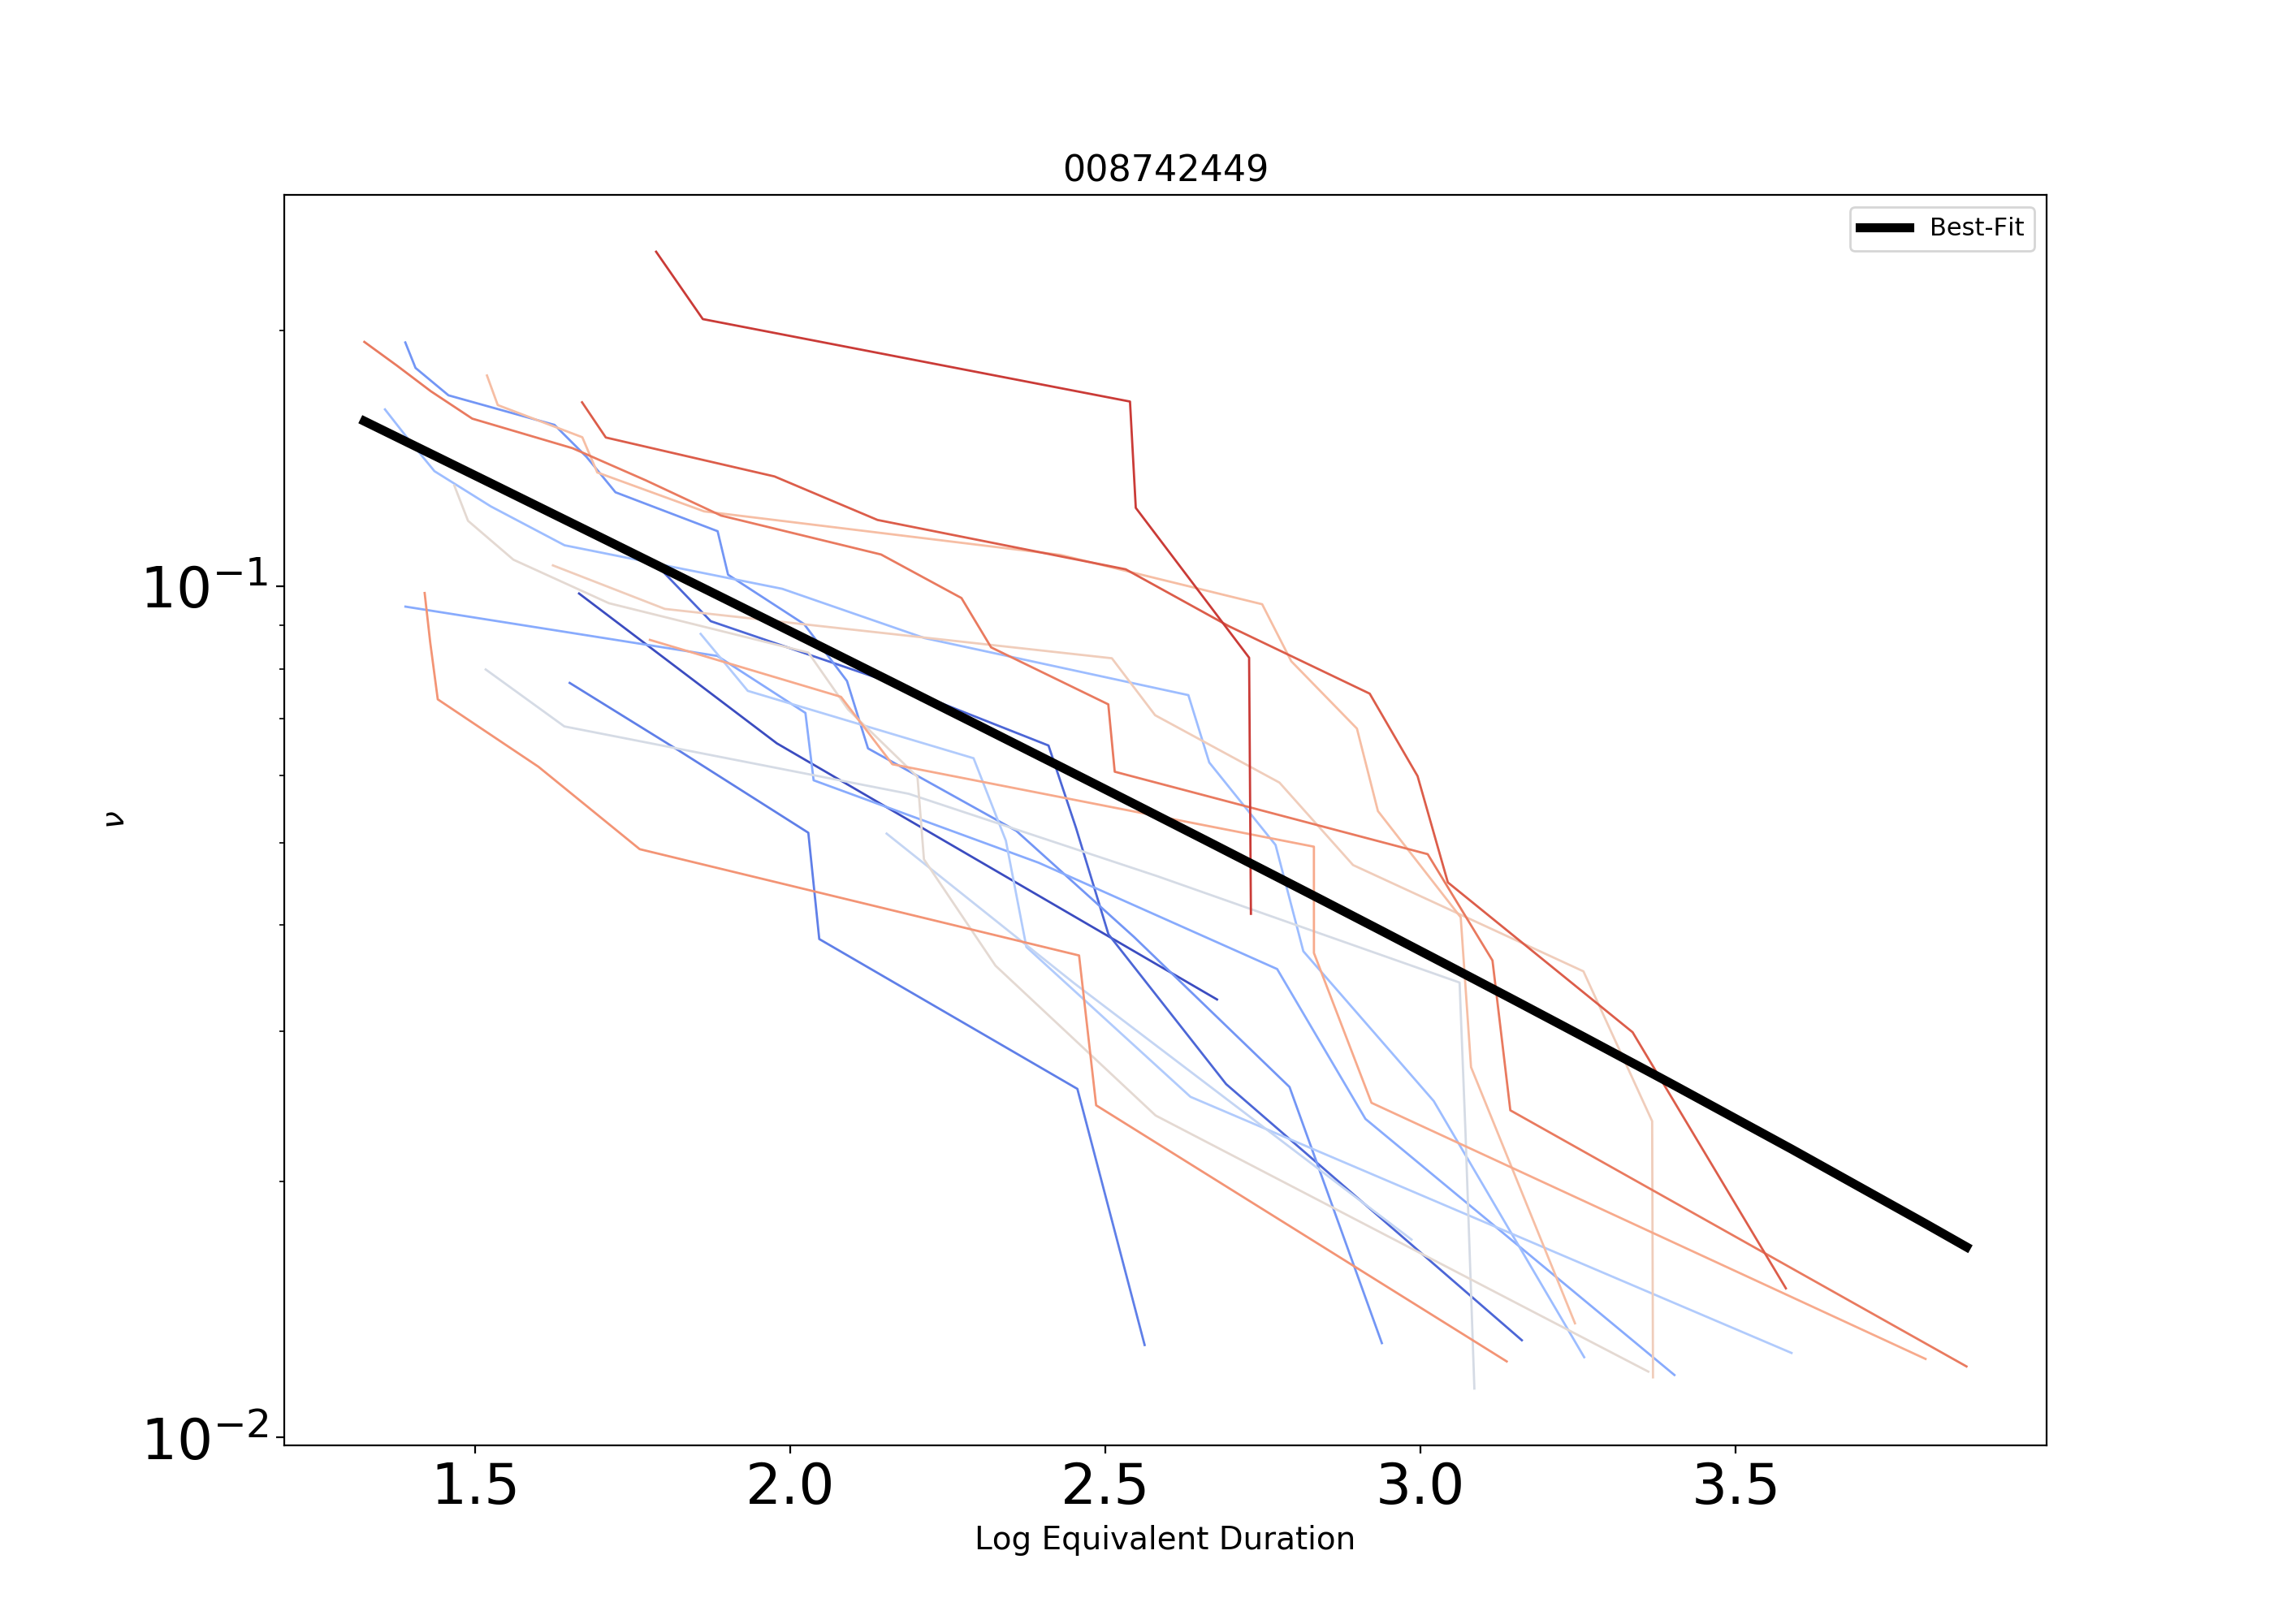 008742449
Best-Fit
10⁻¹
ν
10⁻²
1.5 2.0 2.5 3.0 3.5
Log Equivalent Duration